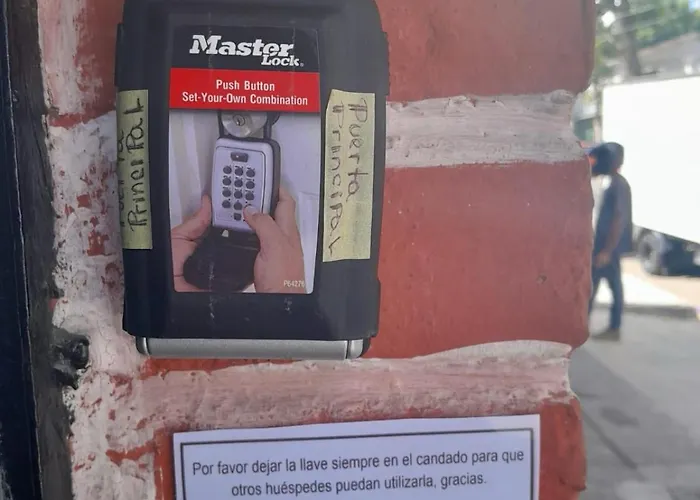 Master
Lock
Push Button
Set-Your-Own Combination
Principal
Puerta
Principal
P64276
Por favor dejar la llave siempre en el candado para que
otros huéspedes puedan utilizarla, gracias.